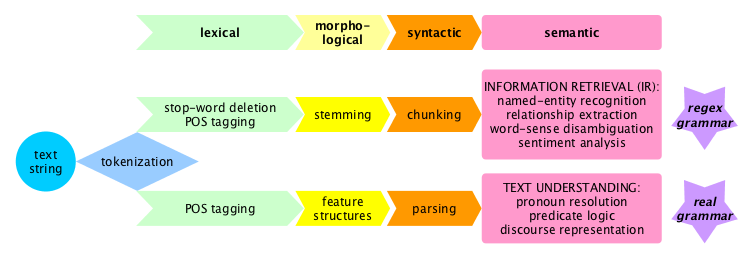 lexical
morpho-
logical
syntactic
semantic
stop-word deletion
POS tagging
stemming
chunking
INFORMATION RETRIEVAL (IR):
named-entity recognition
relationship extraction
word-sense disambiguation
sentiment analysis
regex
grammar
text
string
tokenization
POS tagging
feature
structures
parsing
TEXT UNDERSTANDING:
pronoun resolution
predicate logic
discourse representation
real
grammar